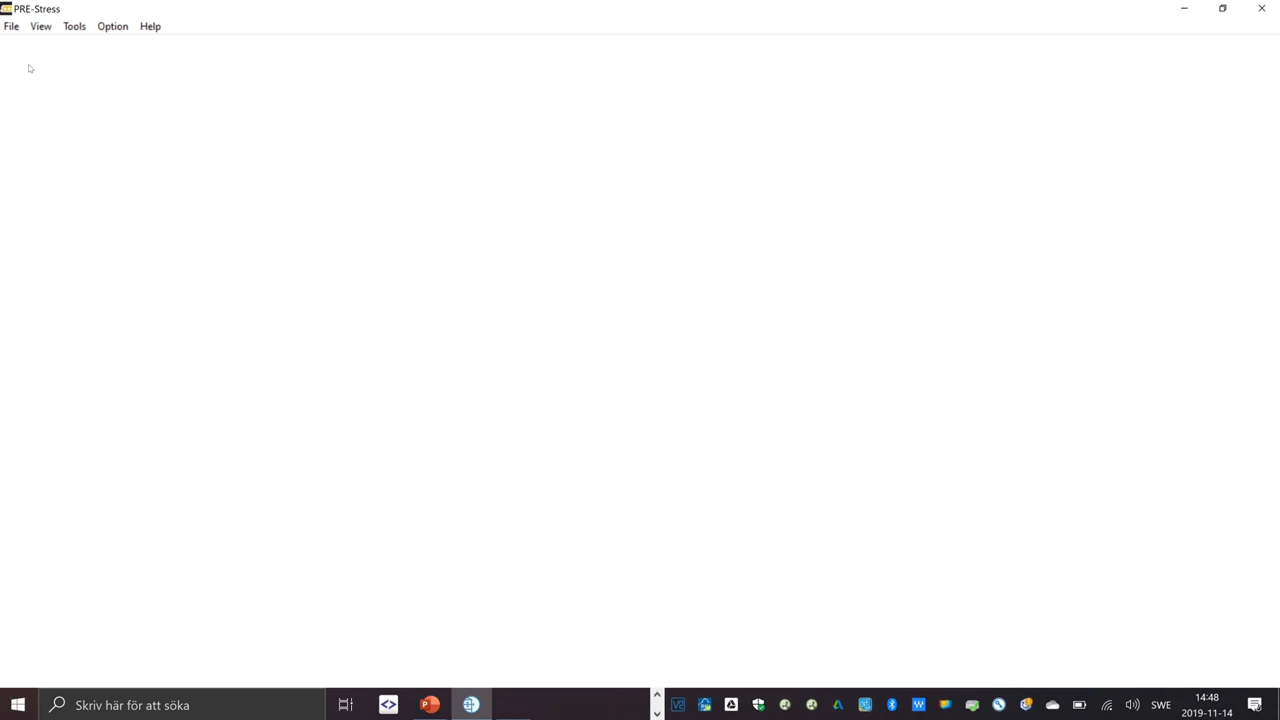 PRE-Stress
File View Tools Option Help
Skriv här för att söka
SWE
14:48
2019-11-14